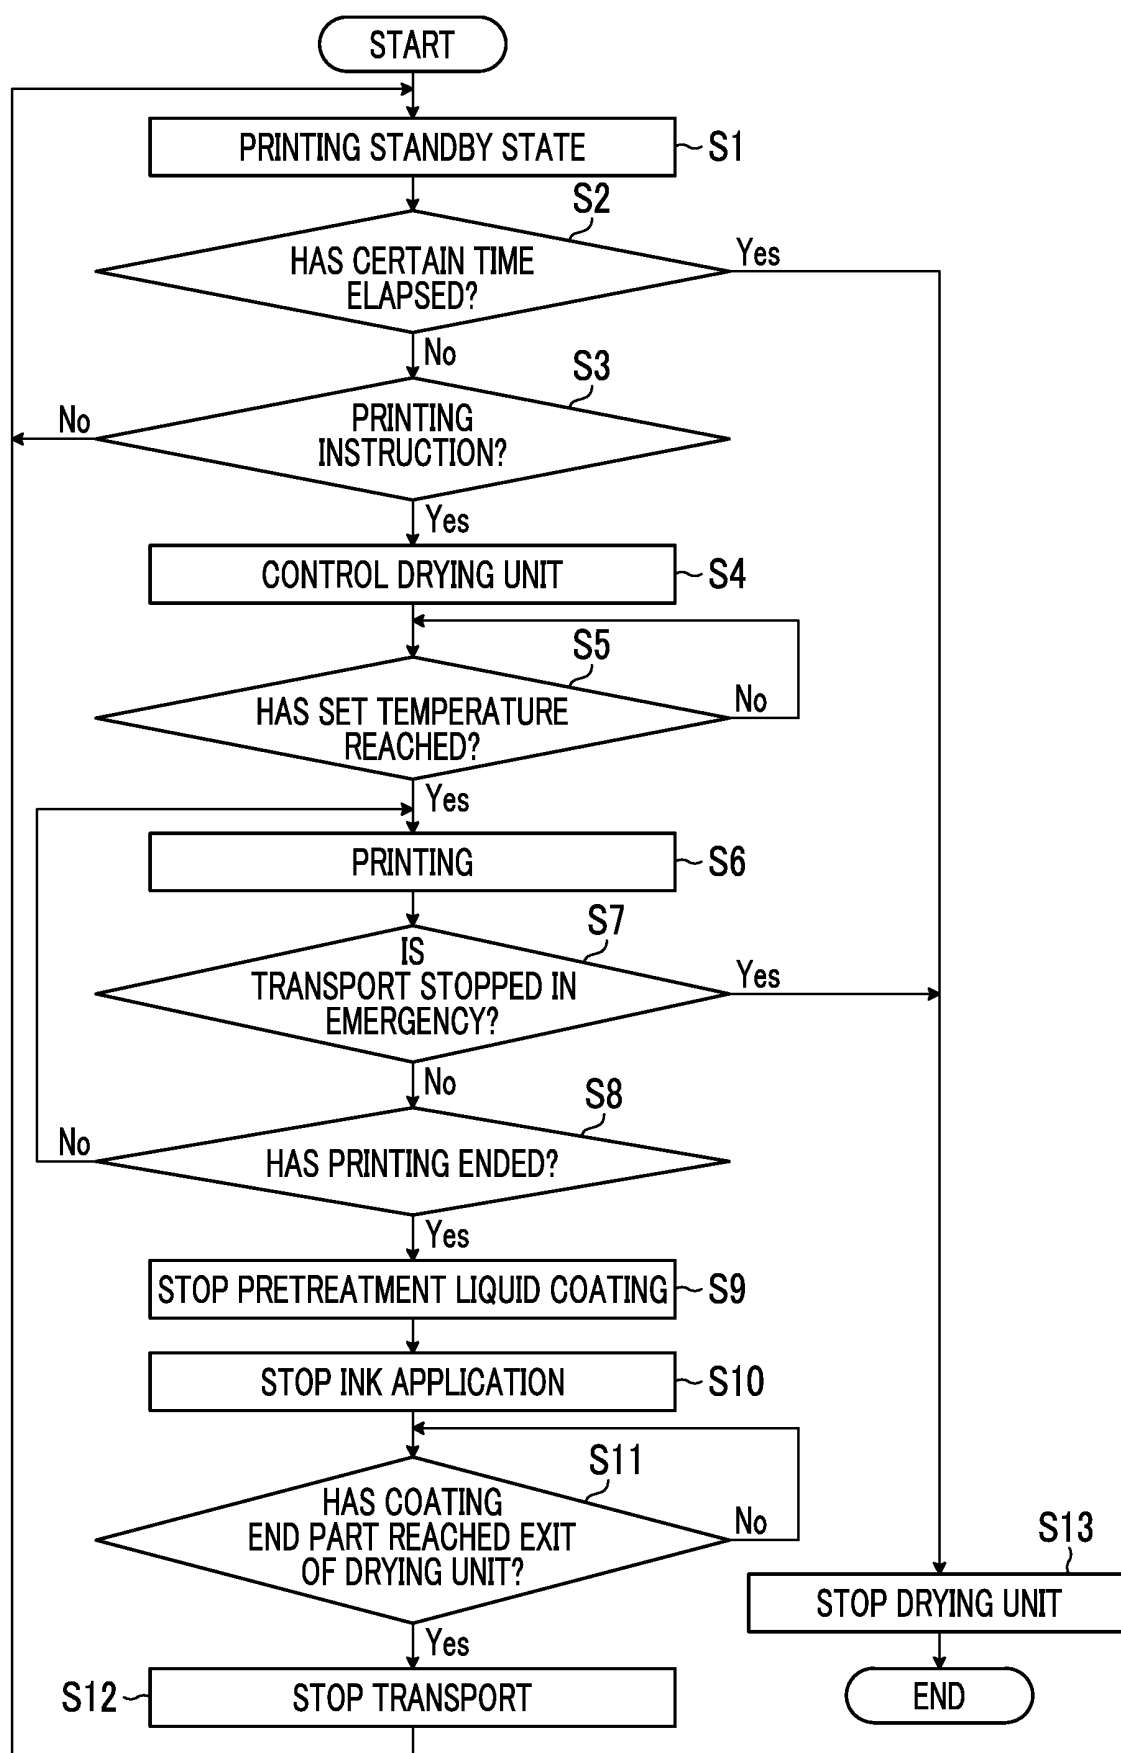 START
PRINTING STANDBY STATE
S1
S2
HAS CERTAIN TIME
ELAPSED?
Yes
No
S3
PRINTING
INSTRUCTION?
No
Yes
CONTROL DRYING UNIT
S4
S5
HAS SET TEMPERATURE
REACHED?
No
Yes
PRINTING
S6
S7
IS
TRANSPORT STOPPED IN
EMERGENCY?
Yes
No
S8
HAS PRINTING ENDED?
No
Yes
STOP PRETREATMENT LIQUID COATING
S9
STOP INK APPLICATION
S10
S11
HAS COATING
END PART REACHED EXIT
OF DRYING UNIT?
No
Yes
S12
STOP TRANSPORT
S13
STOP DRYING UNIT
END